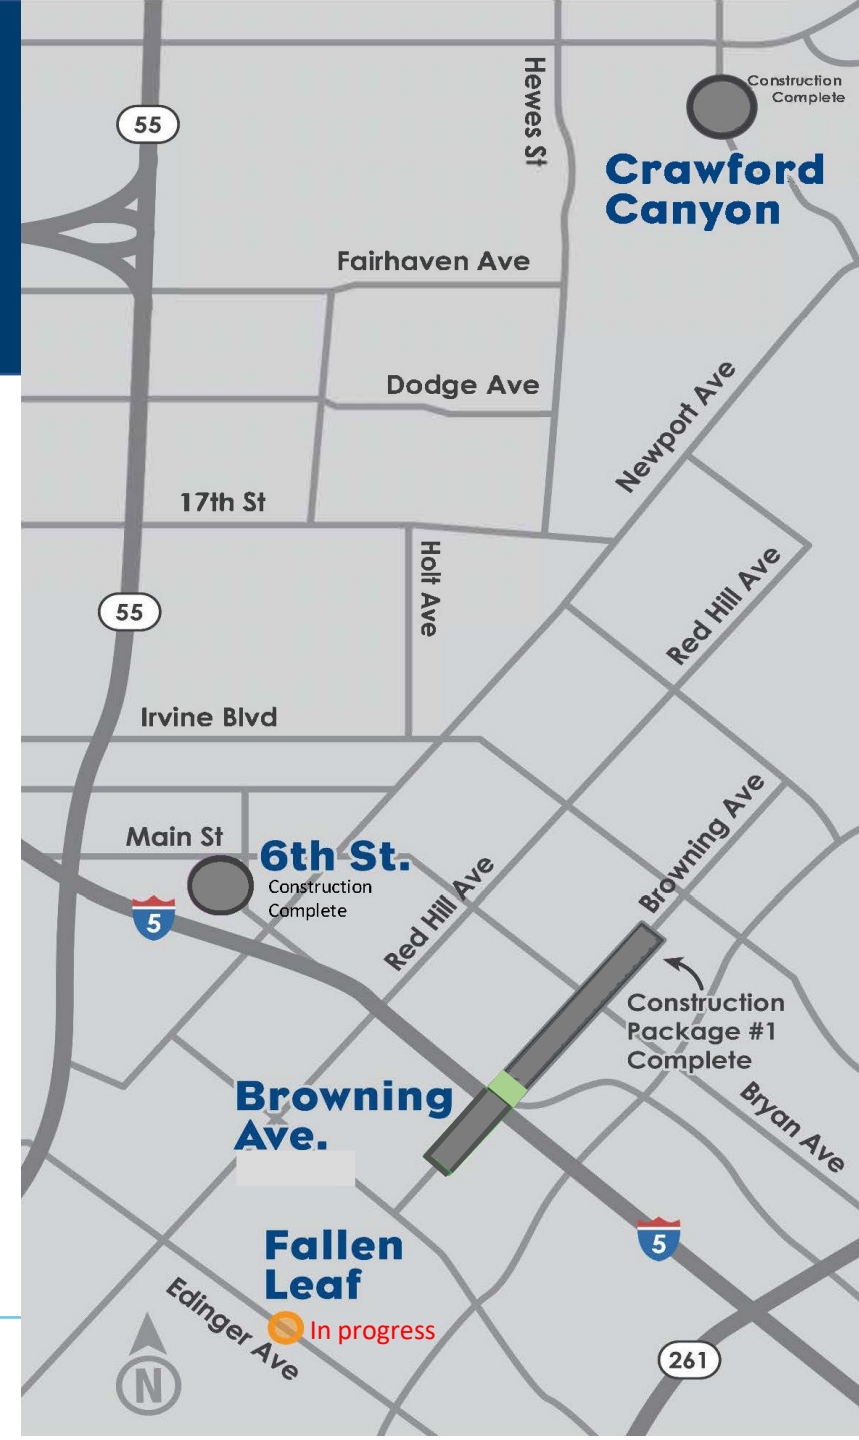 Hewes St
Construction
Complete
55
Crawford
Canyon
Fairhaven Ave
Dodge Ave
Newport Ave
17th St
Holt Ave
Red Hill Ave
55
Irvine Blvd
Browning Ave
Main St
6th St.
Construction
Complete
Red Hill Ave
5
Construction
Package #1
Complete
Browning
Ave.
Bryan Ave
5
Fallen
Leaf
Edinger Ave
In progress
261
N